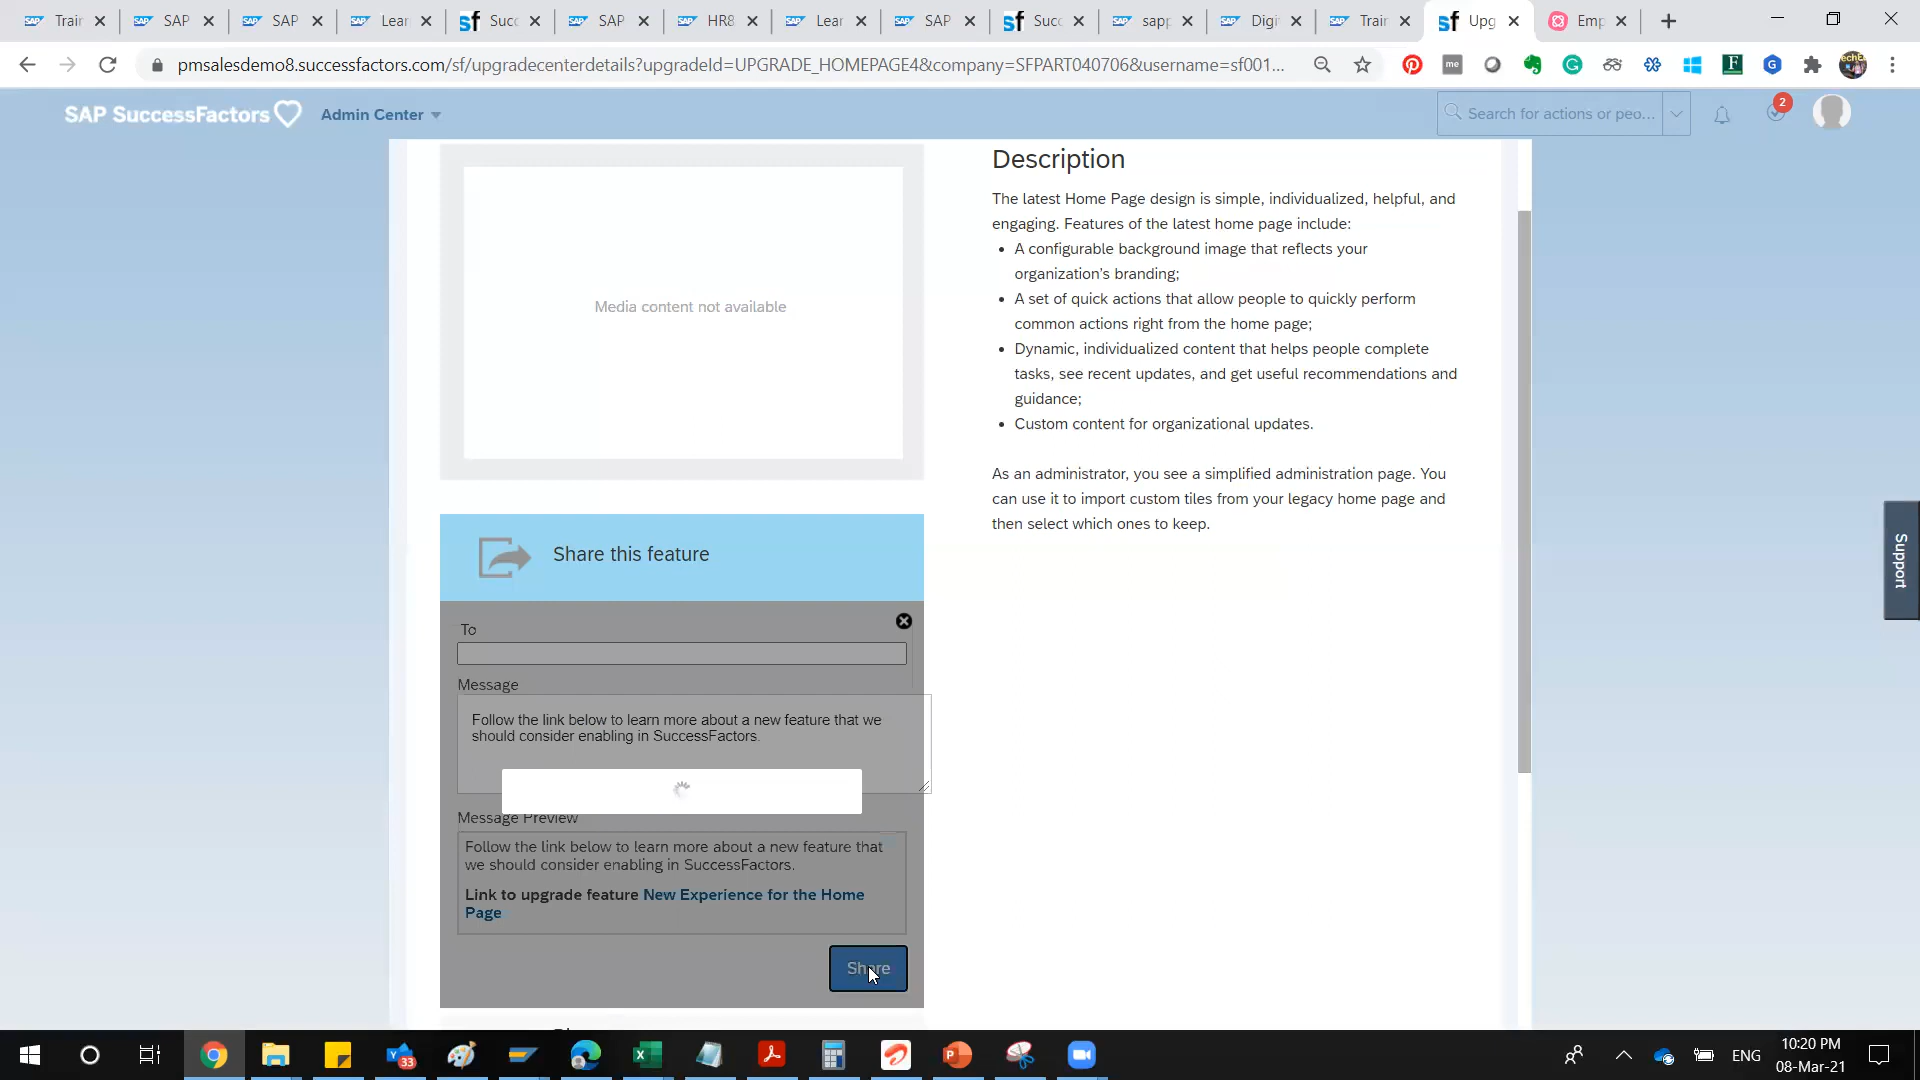 Train
SAP
SAP
Lear
Succ
SAP
HR8
Lear
SAP
Succ
sapp
Digit
Train
Upg
Emp
pmsalesdemo8.successfactors.com/sf/upgradecenterdetails?upgradeId=UPGRADE_HOMEPAGE4&company=SFPART040706&username=sf001...
SAP SuccessFactors
Admin Center
Search for actions or peo...
2
Description
The latest Home Page design is simple, individualized, helpful, and
engaging. Features of the latest home page include:
• A configurable background image that reflects your
organization's branding;
• A set of quick actions that allow people to quickly perform
common actions right from the home page;
• Dynamic, individualized content that helps people complete
tasks, see recent updates, and get useful recommendations and
guidance;
• Custom content for organizational updates.
As an administrator, you see a simplified administration page. You
can use it to import custom tiles from your legacy home page and
then select which ones to keep.
Media content not available
Share this feature
To
Message
Follow the link below to learn more about a new feature that we
should consider enabling in SuccessFactors.
Message Preview
Follow the link below to learn more about a new feature that
we should consider enabling in SuccessFactors.
Link to upgrade feature New Experience for the Home
Page
Share
Support
33
ENG
10:20 PM
08-Mar-21